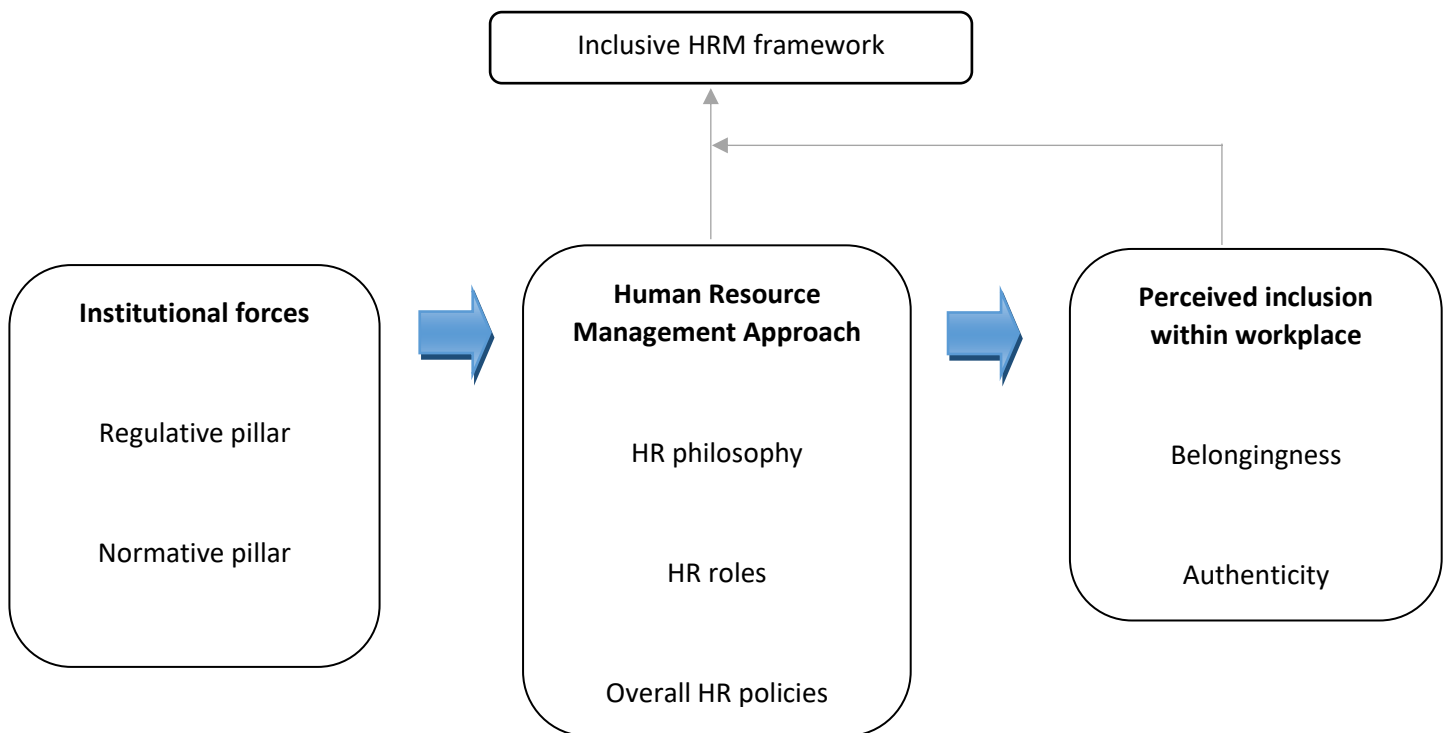 Inclusive HRM framework
Institutional forces
Regulative pillar
Normative pillar
Human Resource
Management Approach
HR philosophy
HR roles
Overall HR policies
Perceived inclusion
within workplace
Belongingness
Authenticity